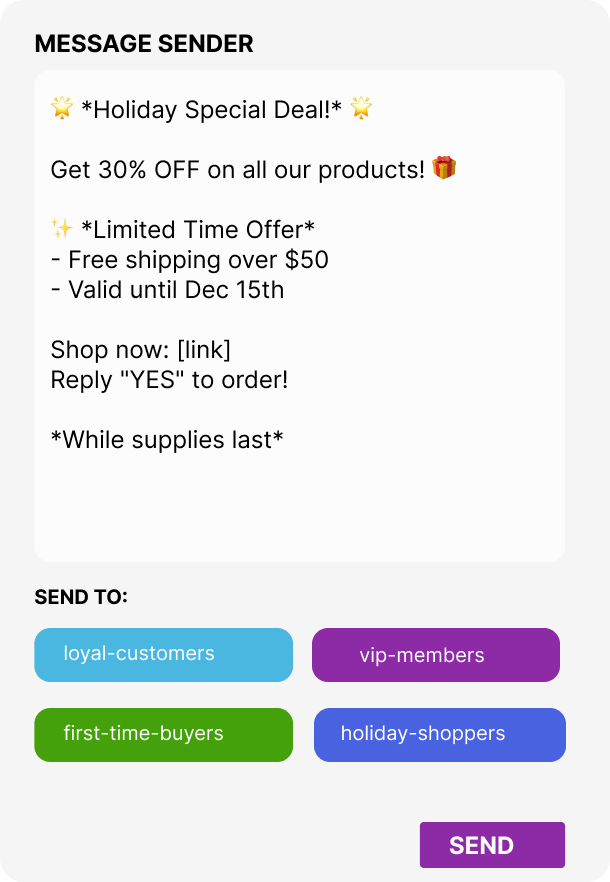 MESSAGE SENDER
🌟 *Holiday Special Deal!* 🌟
Get 30% OFF on all our products! 🎁
✨ *Limited Time Offer*
- Free shipping over $50
- Valid until Dec 15th
Shop now: [link]
Reply "YES" to order!
*While supplies last*
SEND TO:
loyal-customers
vip-members
first-time-buyers
holiday-shoppers
SEND